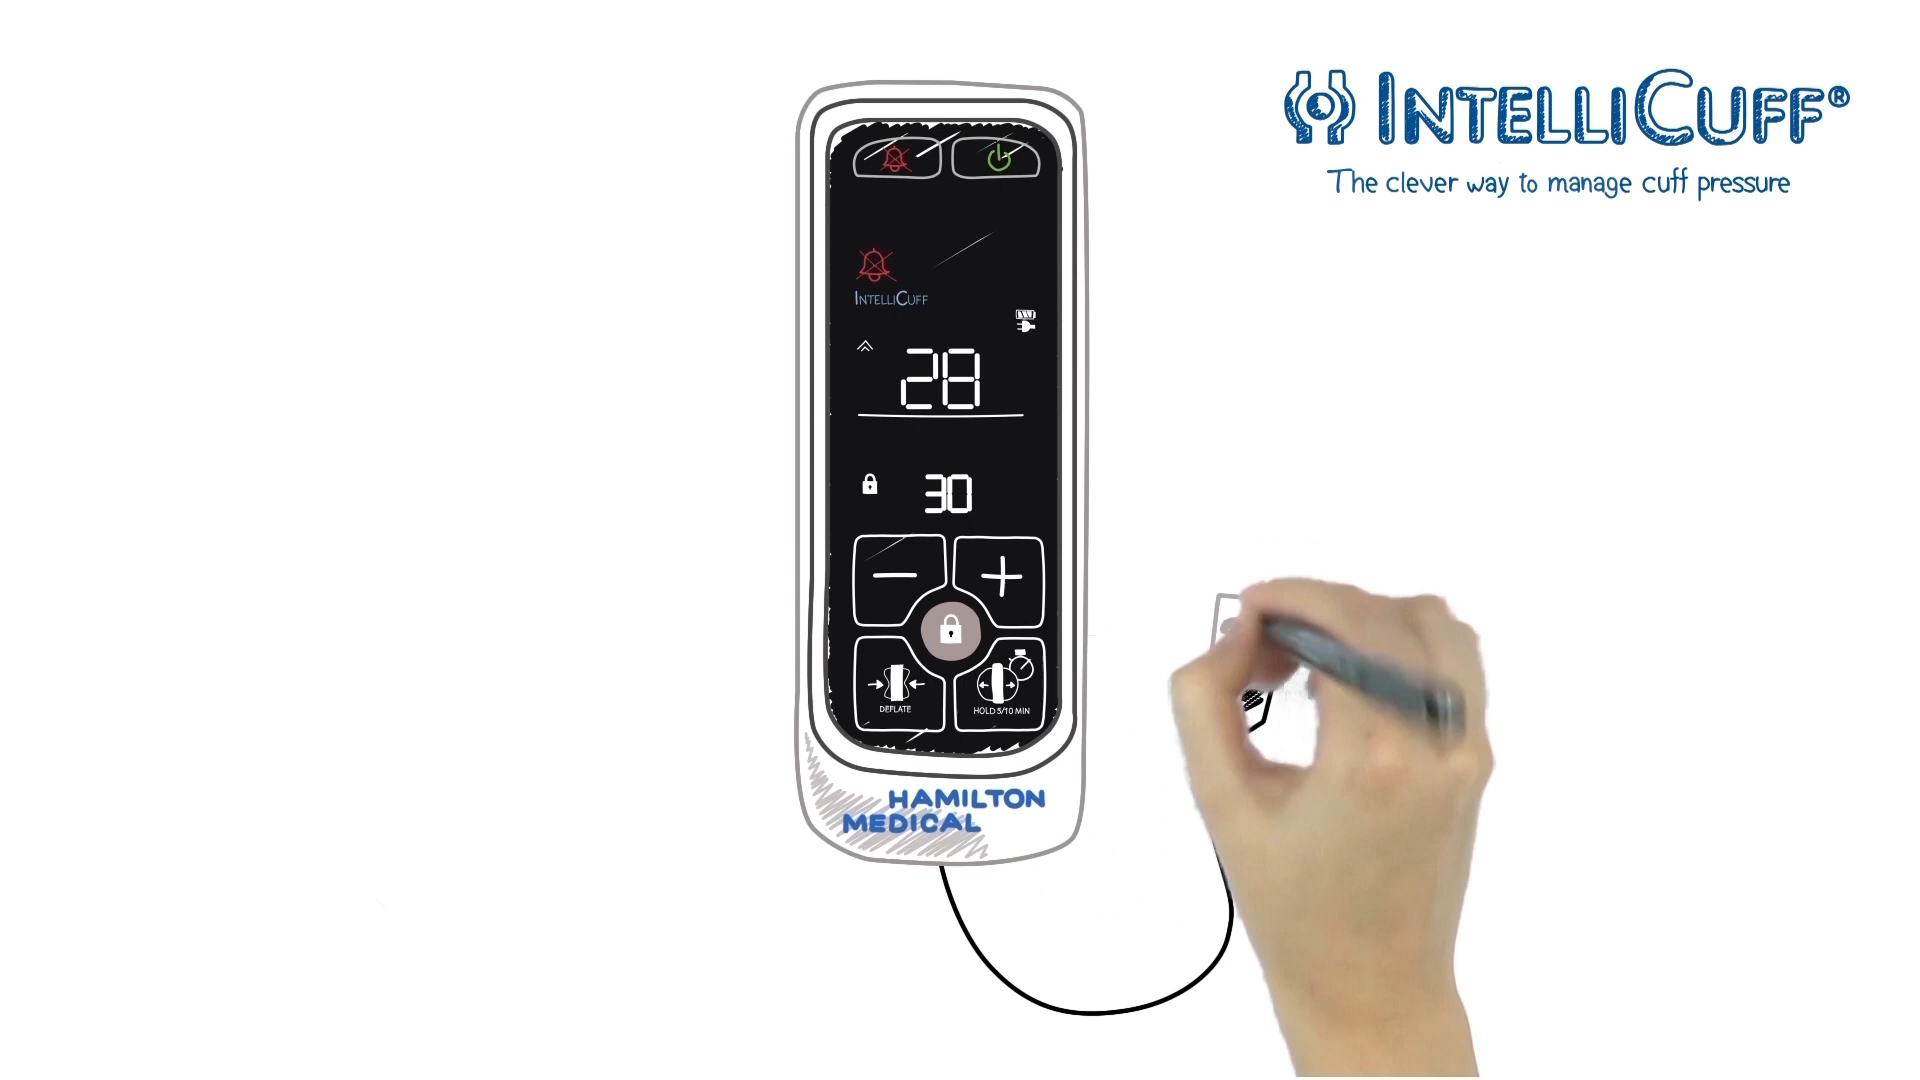 INTELLICUFF®
The clever way to manage cuff pressure
INTELLICUFF
28
30
DEFLATE
HOLD 5/10 MIN
HAMILTON
MEDICAL